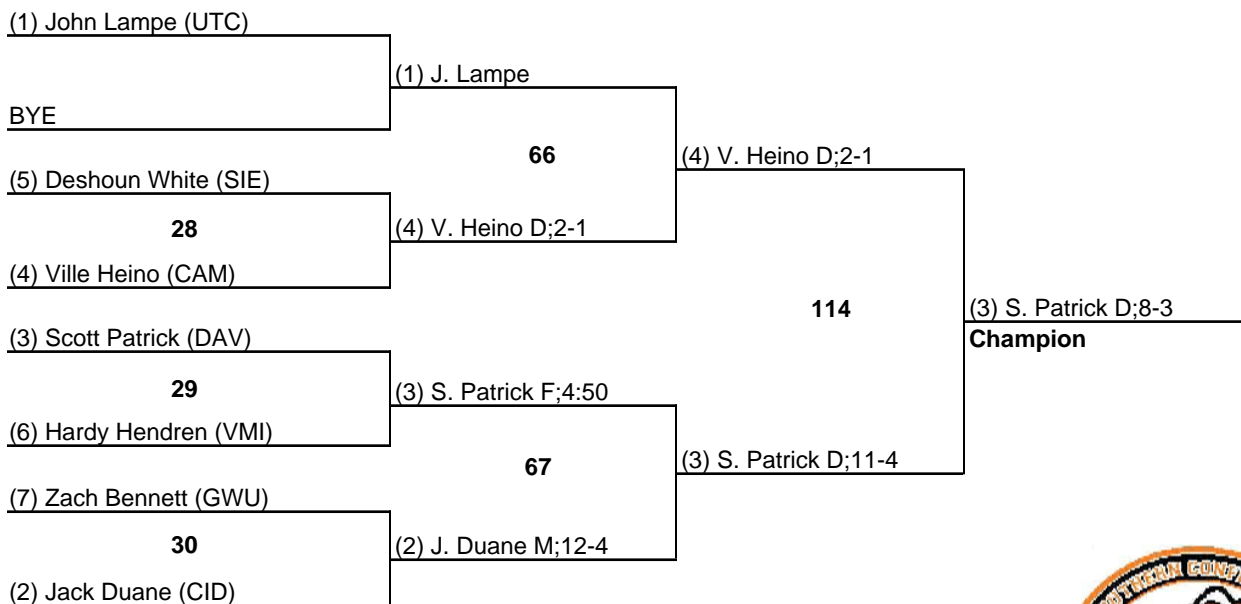 (1) John Lampe (UTC)
(1) J. Lampe
BYE
66
(4) V. Heino D;2-1
(5) Deshoun White (SIE)
28
(4) V. Heino D;2-1
(4) Ville Heino (CAM)
114
(3) S. Patrick D;8-3
Champion
(3) Scott Patrick (DAV)
29
(3) S. Patrick F;4:50
(6) Hardy Hendren (VMI)
67
(3) S. Patrick D;11-4
(7) Zach Bennett (GWU)
30
(2) J. Duane M;12-4
(2) Jack Duane (CID)